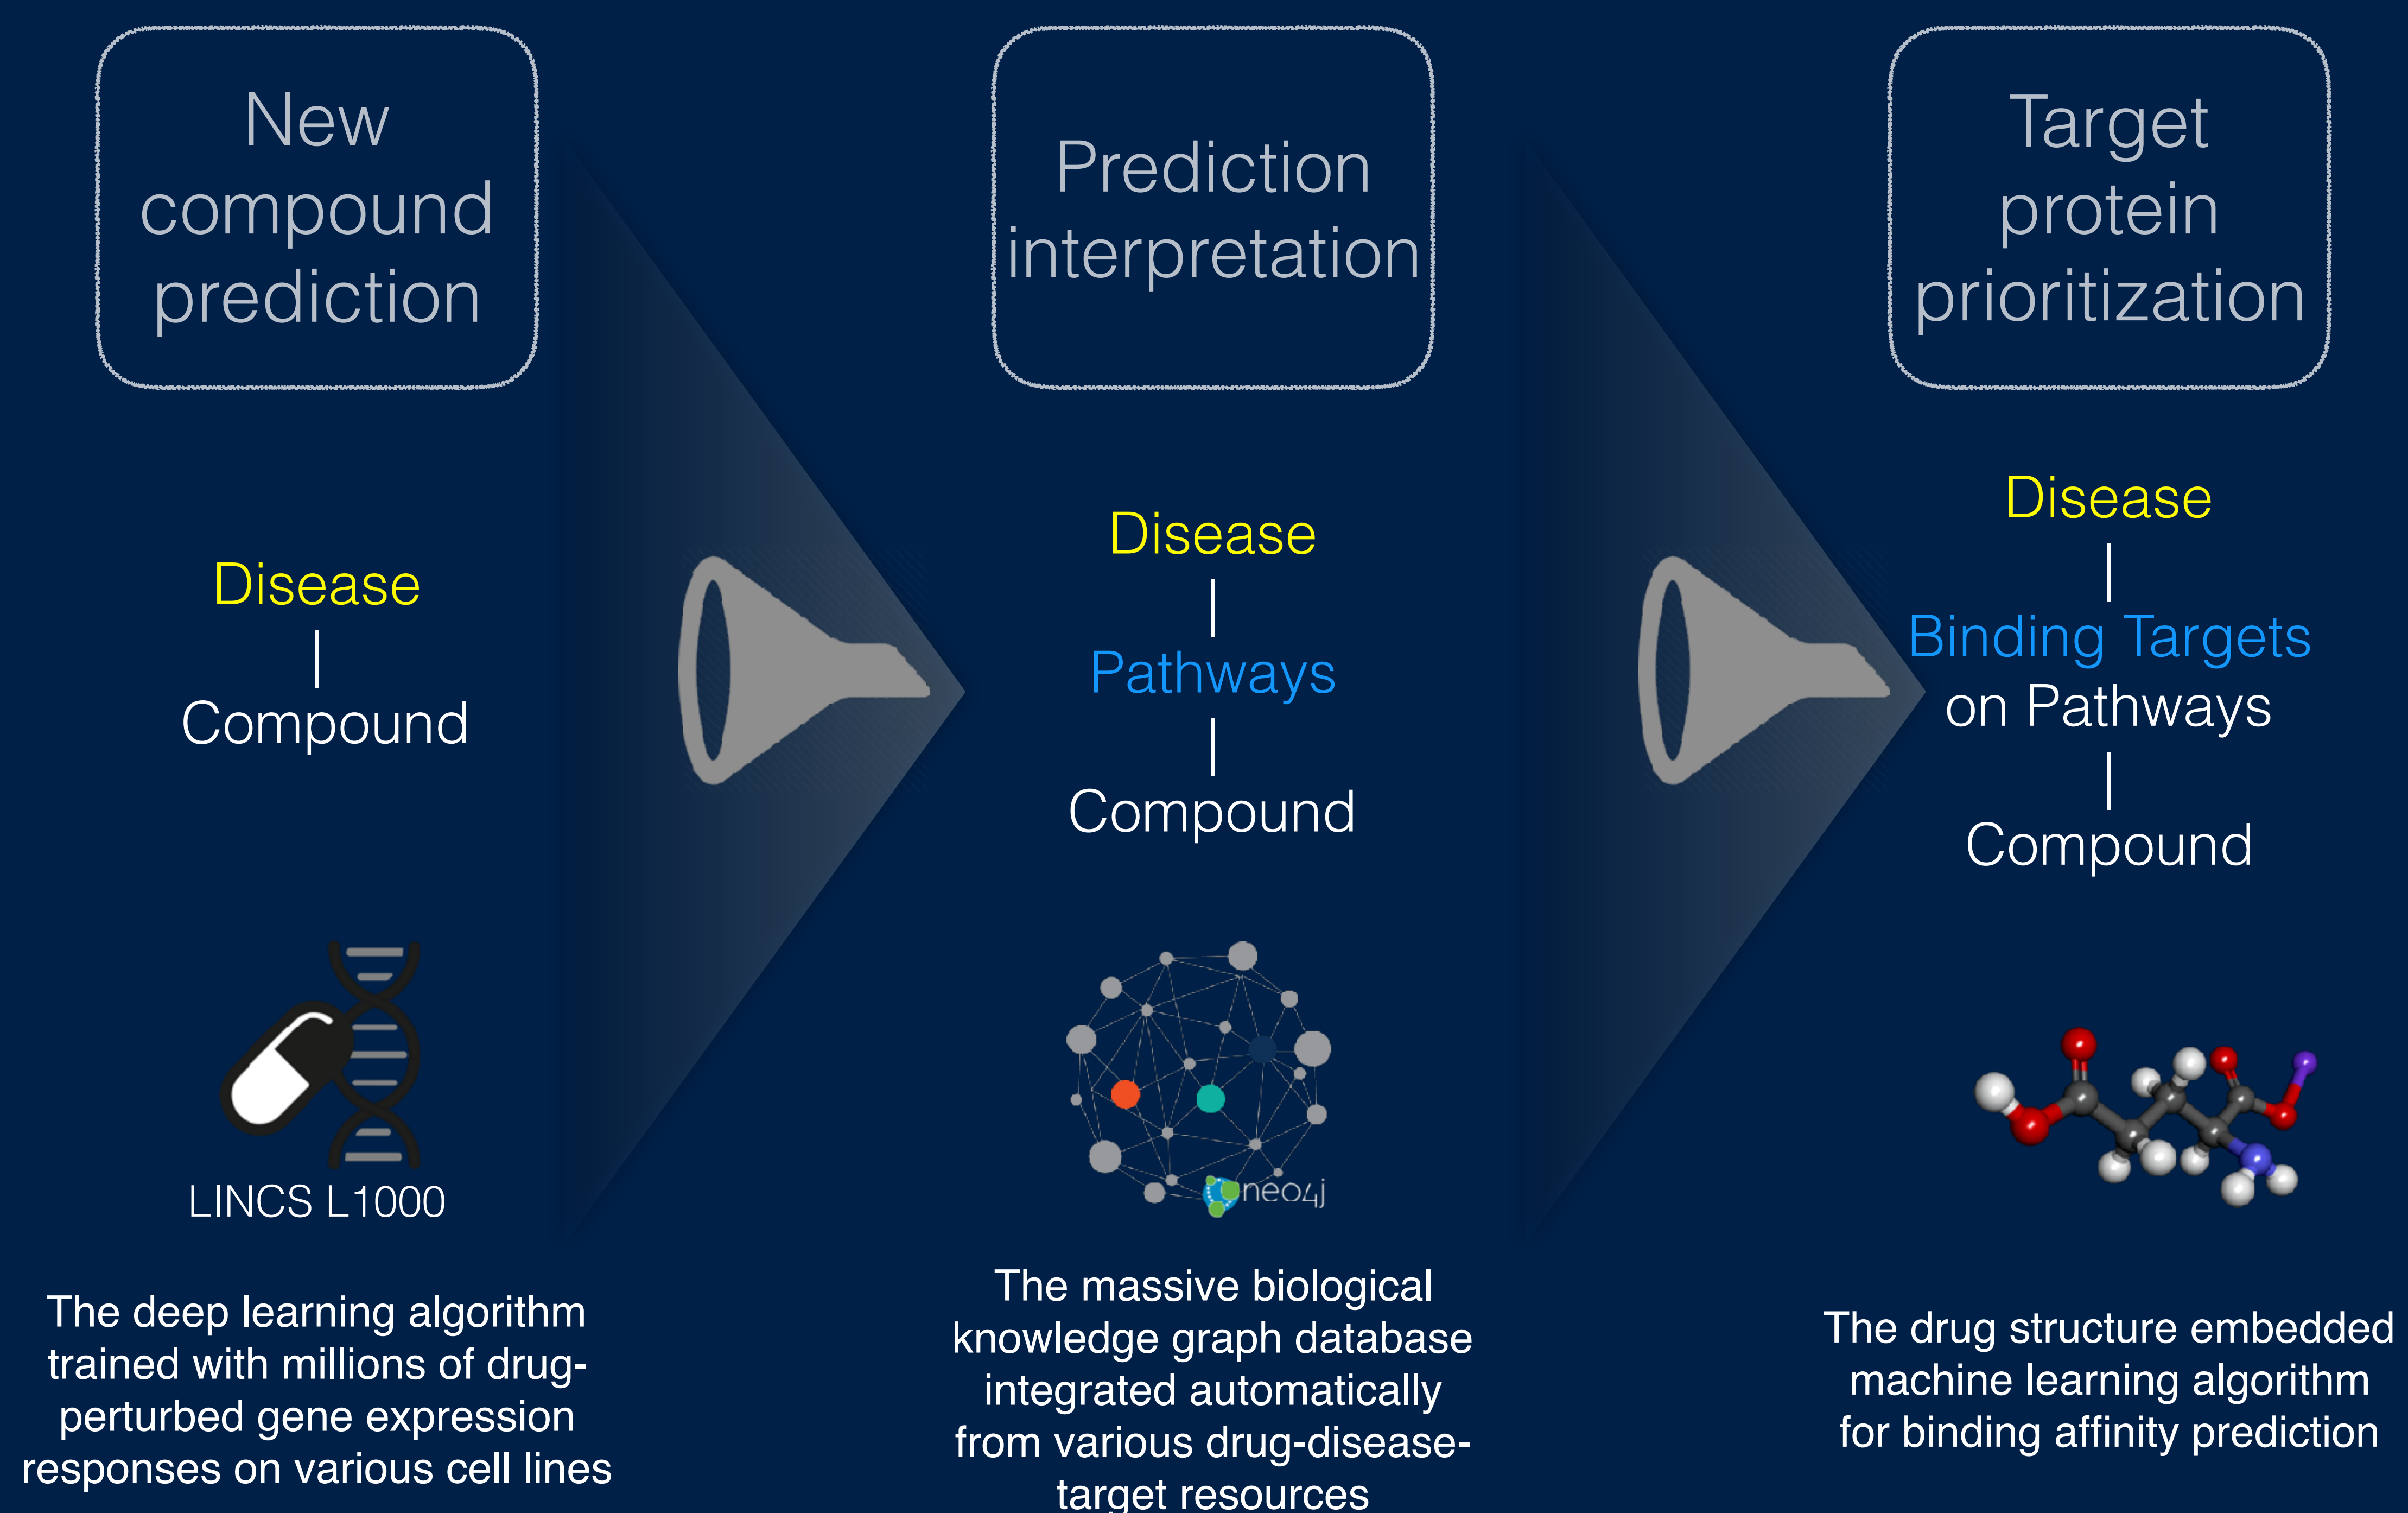 New
compound
prediction
Disease
Compound
LINCS L1000
The deep learning algorithm
trained with millions of drug-
perturbed gene expression
responses on various cell lines
Prediction
interpretation
Disease
Pathways
Compound
neo4j
The massive biological
knowledge graph database
integrated automatically
from various drug-disease-
target resources
Target
protein
prioritization
Disease
Binding Targets
on Pathways
Compound
The drug structure embedded
machine learning algorithm
for binding affinity prediction